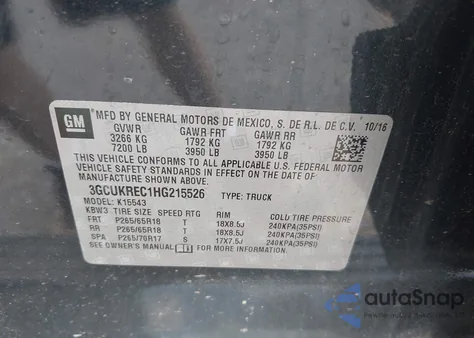 GM
MFD BY GENERAL MOTORS DE MEXICO, S. DE R.L. DE C.V. 10/16
GVWR GAWR FRT GAWR RR
3266 KG 1792 KG 1792 KG
7200 LB 3950 LB 3950 LB
THIS VEHICLE CONFORMS TO ALL APPLICABLE U.S. FEDERAL MOTOR
VEHICLE SAFETY STANDARDS IN EFFECT ON THE DATE OF
MANUFACTURE SHOWN ABOVE.
3GCUKREC1HG215526 TYPE: TRUCK
MODEL: K15543
KBW3 TIRE SIZE SPEED RTG RIM COLD TIRE PRESSURE
FRT P265/65R18 T 18X8.5J 240KPA(35PSI)
RR P265/65R18 T 18X8.5J 240KPA(35PSI)
SPA P265/70R17 S 17X7.5J 240KPA(35PSI)
SEE OWNER'S MANUAL FOR MORE INFORMATION.
autoSnap